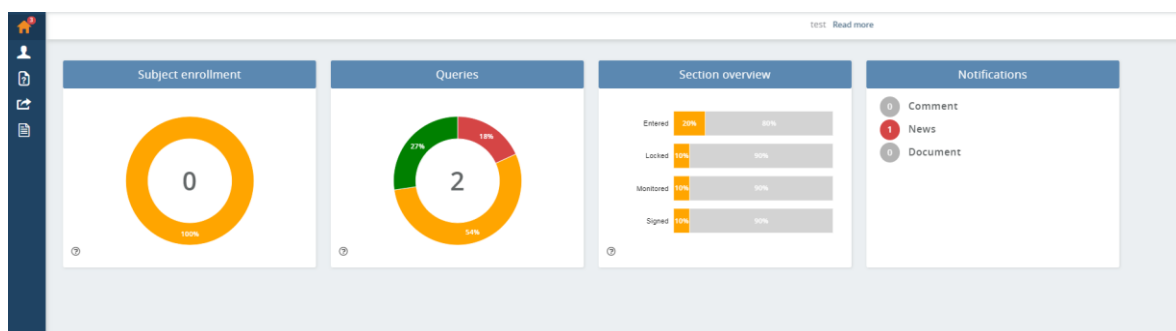 3
test Read more
Subject enrollment
0
100%
Queries
18%
27%
2
54%
Section overview
Entered 20% 80%
Locked 10% 90%
Monitored 10% 90%
Signed 10% 90%
Notifications
0 Comment
1 News
0 Document